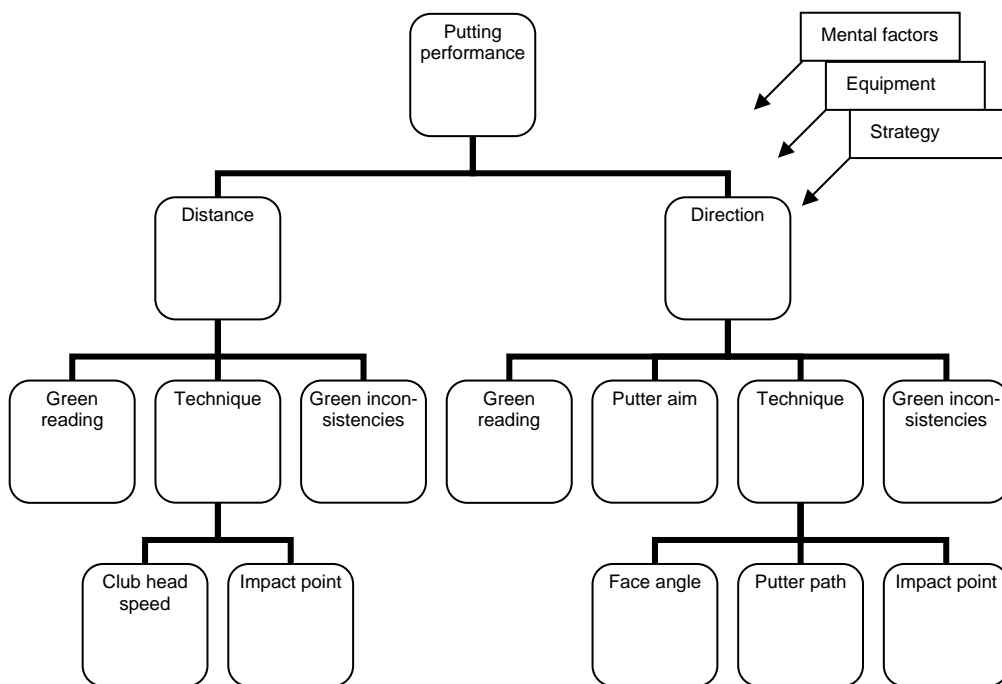 Putting
performance
Mental factors
Equipment
Strategy
Distance
Direction
Green
reading
Technique
Green incon-
sistencies
Green
reading
Putter aim
Technique
Green incon-
sistencies
Club head
speed
Impact point
Face angle
Putter path
Impact point